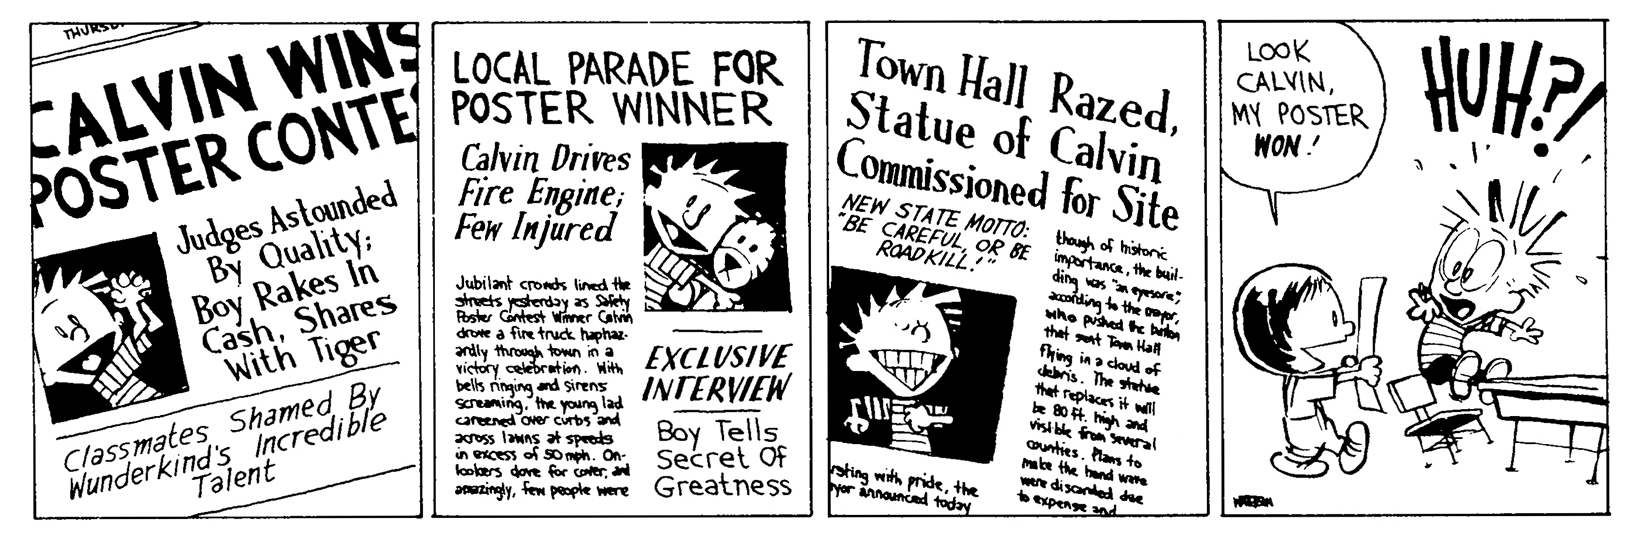 THURSD
CALVIN WINS
POSTER CONTE
Judges Astounded
By Quality;
Boy Rakes In
Cash, Shares
With Tiger
Classmates Shamed By
Wunderkind's Incredible
Talent
LOCAL PARADE FOR
POSTER WINNER
Calvin Drives
Fire Engine;
Few Injured
Jubilant crowds lined the
streets yesterday as Safety
Poster Contest Winner Calvin
drove a fire truck haphaz-
ardly through town in a
victory celebration. With
bells ringing and sirens
screaming, the young lad
careened over curbs and
across lawns at speeds
in excess of 50 mph. On-
lookers dove for cover, and
amazingly, few people were
EXCLUSIVE
INTERVIEW
Boy Tells
Secret Of
Greatness
Town Hall Razed,
Statue of Calvin
Commissioned for Site
NEW STATE MOTTO:
"BE CAREFUL, OR BE
ROADKILL!"
rsting with pride, the
yor announced today
though of historic
importance, the buil-
ding was "an eyesore,"
according to the mayor,
who pushed the button
that sent Town Hall
flying in a cloud of
debris. The statue
that replaces it will
be 80 ft. high and
visible from several
counties. Plans to
make the hand wave
were discarded due
to expense and
LOOK
CALVIN,
MY POSTER
WON!
HUH?!
WATTERSON